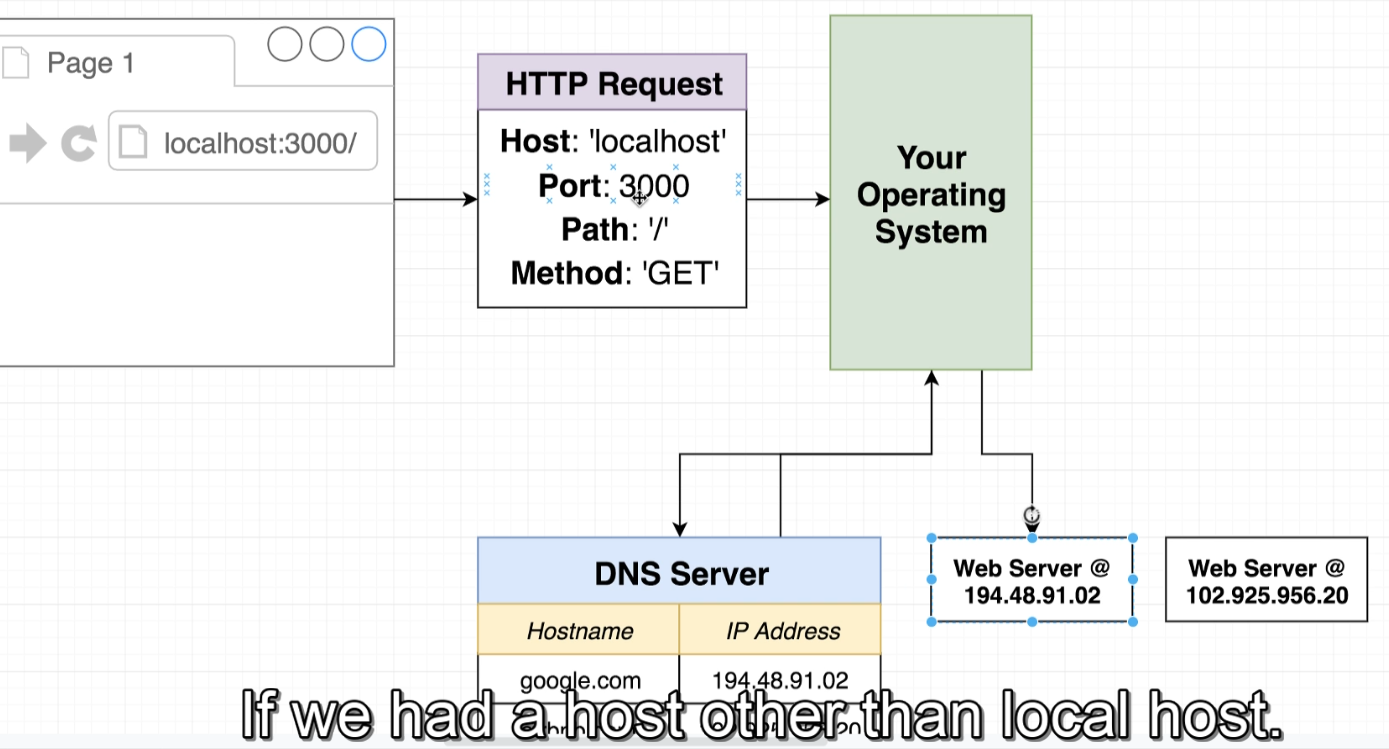 Page 1
localhost:3000/
HTTP Request
Host: 'localhost'
Port: 3000
Path: '/'
Method: 'GET'
Your
Operating
System
DNS Server
Hostname
IP Address
google.com
194.48.91.02
Web Server @
194.48.91.02
Web Server @
102.925.956.20
If we had a host other than local host.